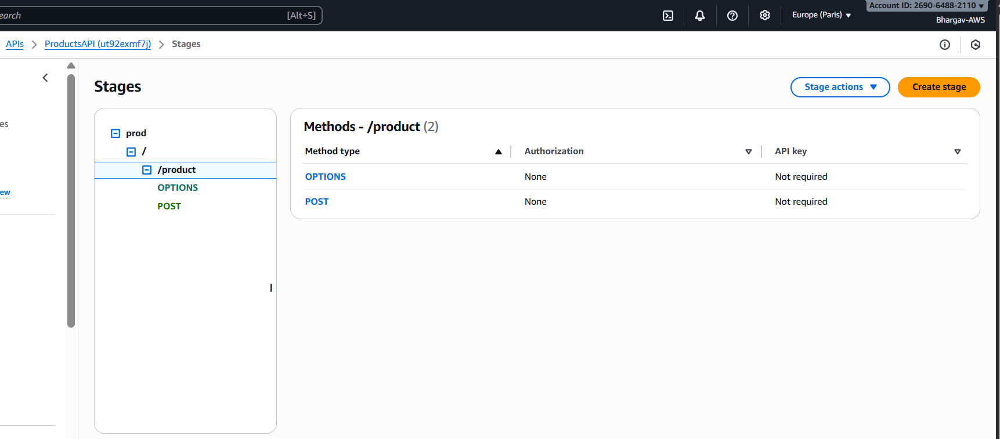 earch [Alt+S] Europe (Paris) Account ID: 2690-6488-2110
Bhargav-AWS
APIs ProductsAPI (ut92exmf7j) Stages
es
ew
Stages
Stage actions Create stage
prod
/
/product
OPTIONS
POST
Methods - /product (2)
Method type Authorization API key
OPTIONS None Not required
POST None Not required